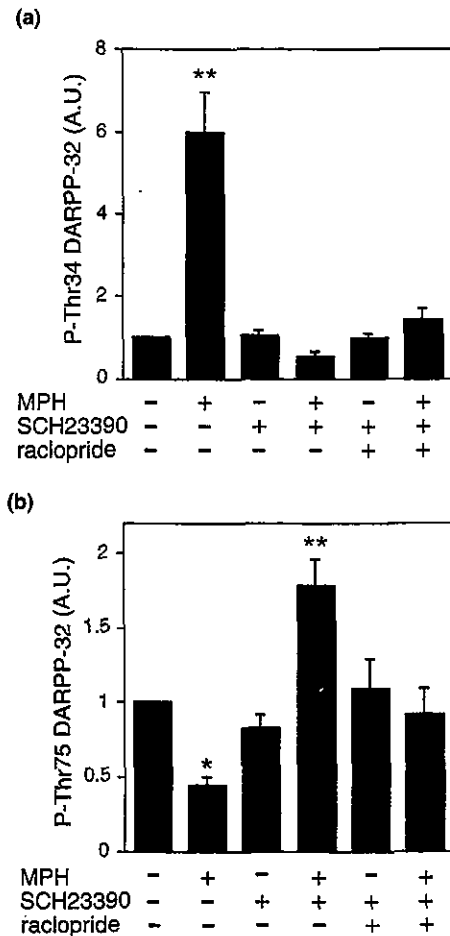 (a)
P-Thr34 DARPP-32 (A.U.)
8
6
4
2
0
**
MPH - + - + - +
SCH23390 - - + + + +
raclopride - - - - + +
(b)
P-Thr75 DARPP-32 (A.U.)
2
1.5
1
0.5
0
*
**
MPH - + - + - +
SCH23390 - - + + + +
raclopride - - - - + +